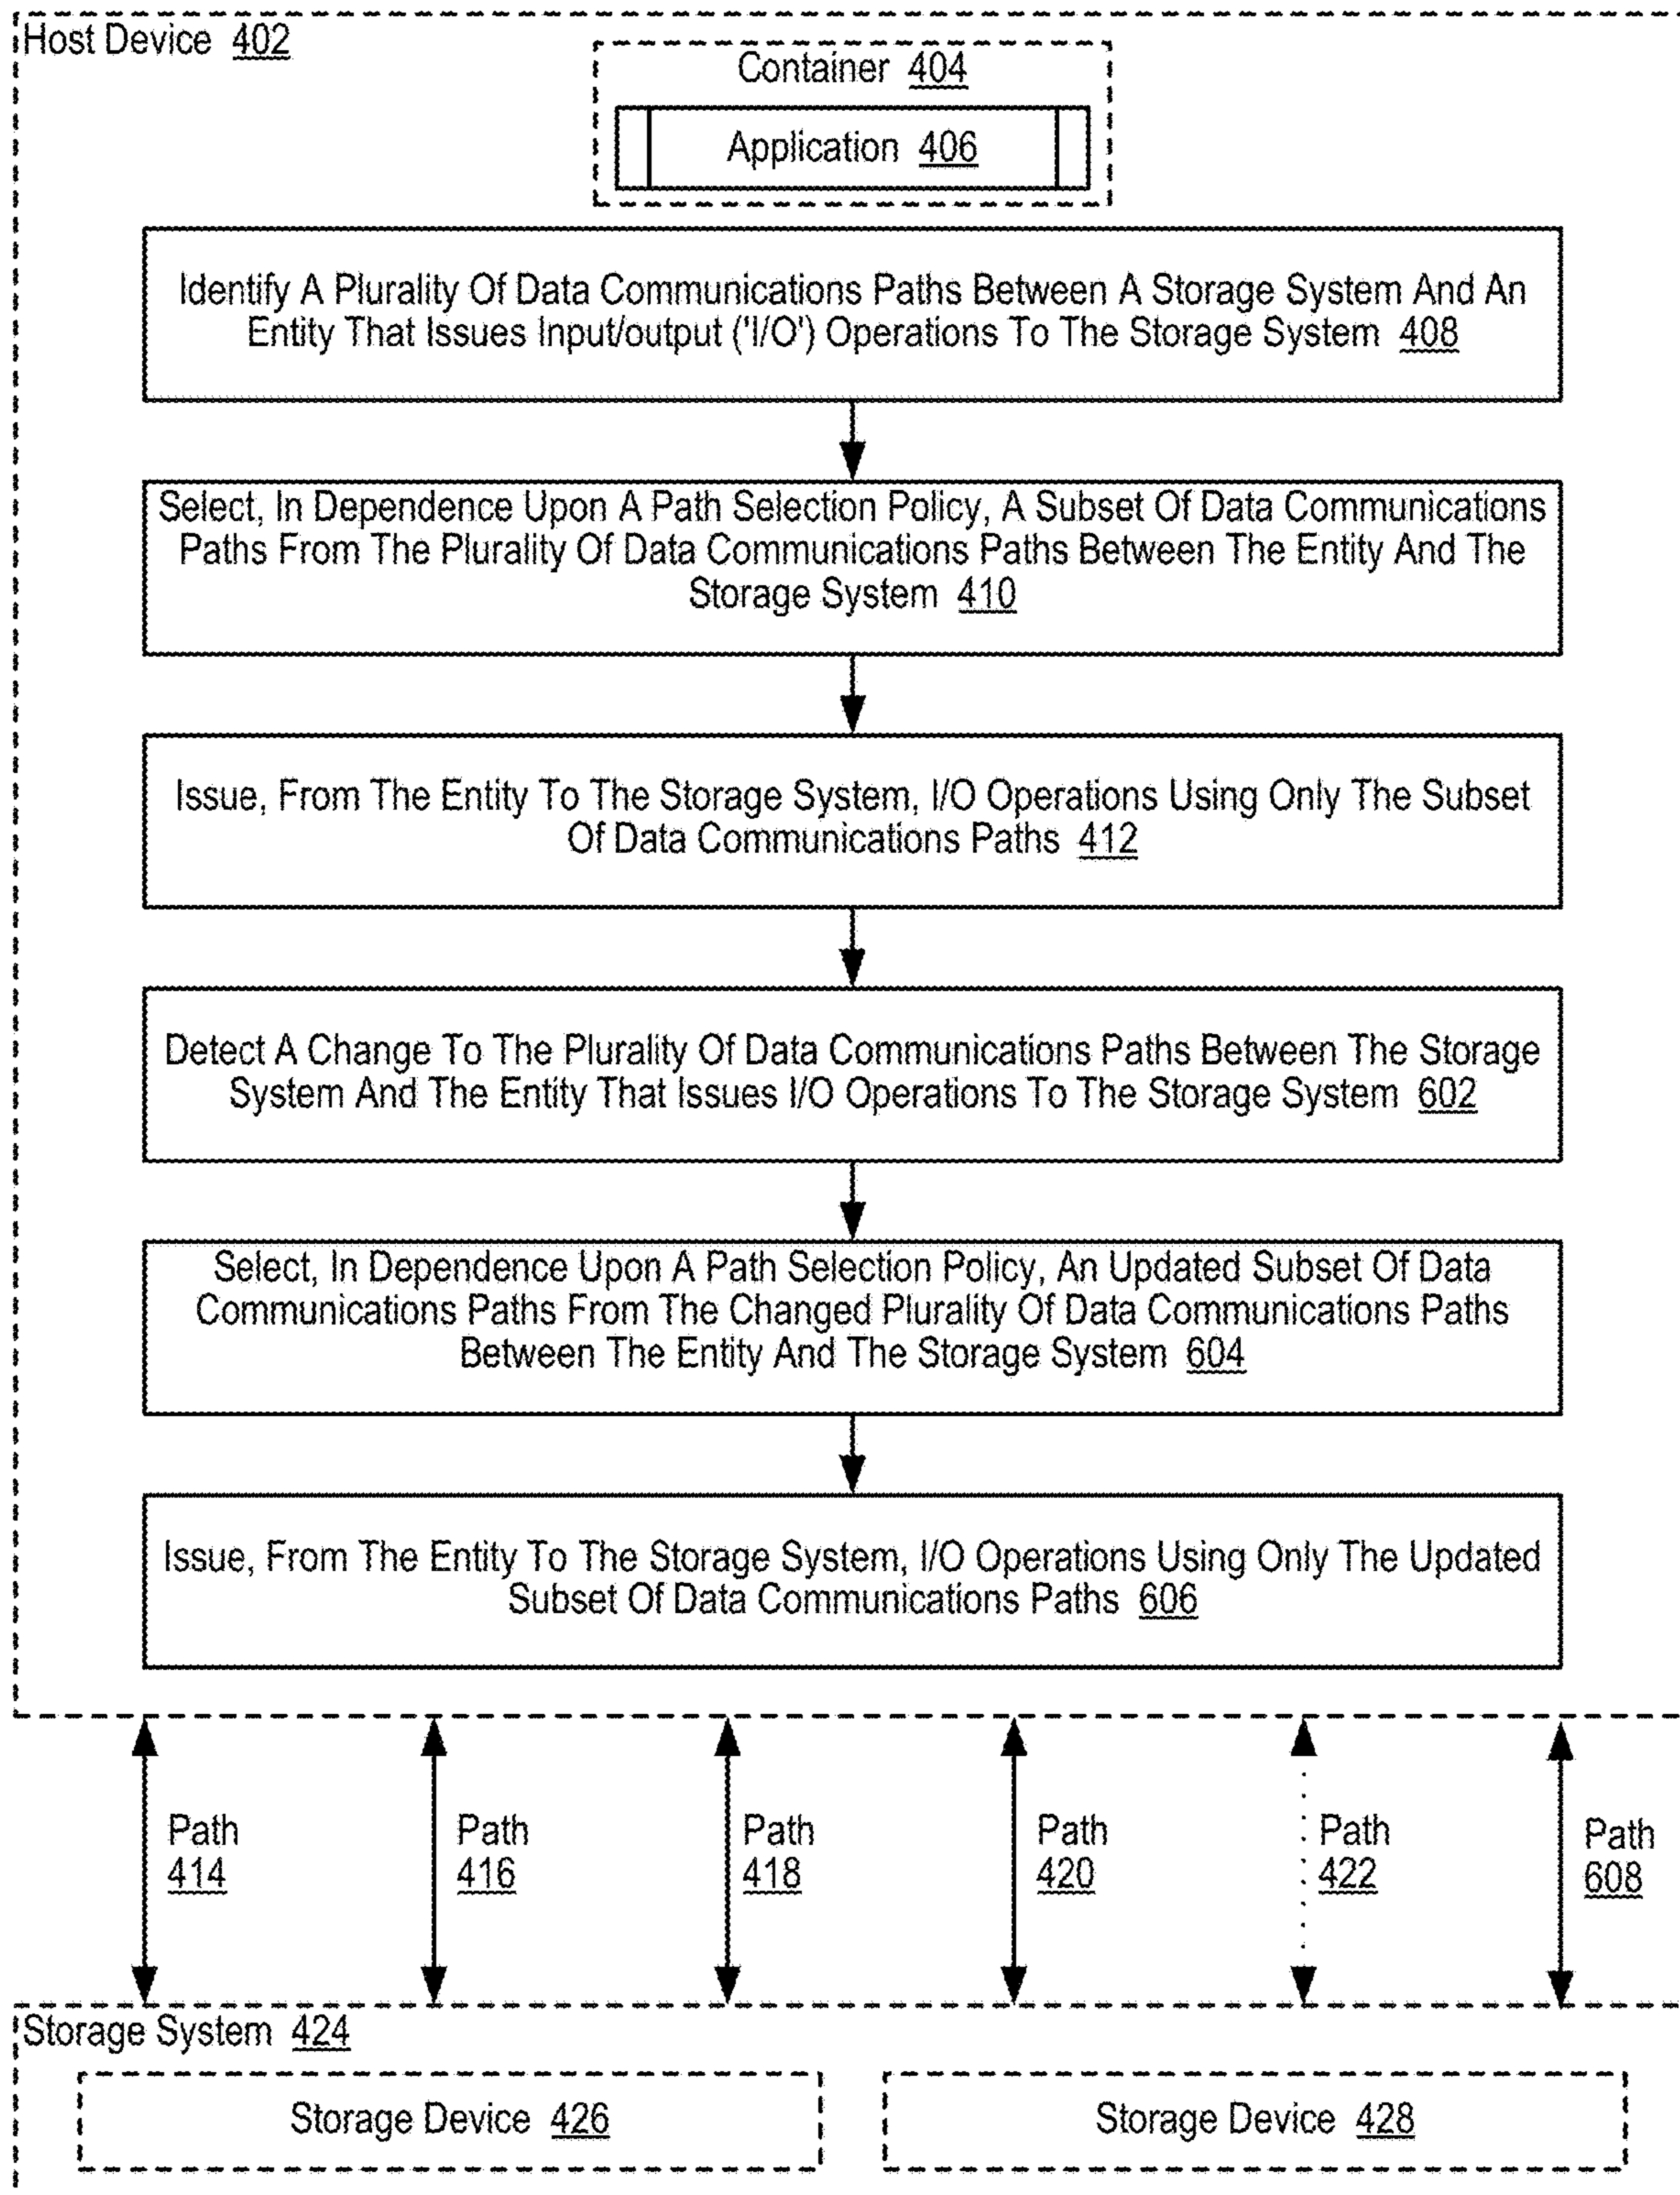 Host Device 402
Container 404
Application 406
Identify A Plurality Of Data Communications Paths Between A Storage System And An
Entity That Issues Input/output ('I/O') Operations To The Storage System 408
Select, In Dependence Upon A Path Selection Policy, A Subset Of Data Communications
Paths From The Plurality Of Data Communications Paths Between The Entity And The
Storage System 410
Issue, From The Entity To The Storage System, I/O Operations Using Only The Subset
Of Data Communications Paths 412
Detect A Change To The Plurality Of Data Communications Paths Between The Storage
System And The Entity That Issues I/O Operations To The Storage System 602
Select, In Dependence Upon A Path Selection Policy, An Updated Subset Of Data
Communications Paths From The Changed Plurality Of Data Communications Paths
Between The Entity And The Storage System 604
Issue, From The Entity To The Storage System, I/O Operations Using Only The Updated
Subset Of Data Communications Paths 606
Path
414
Path
416
Path
418
Path
420
Path
422
Path
608
Storage System 424
Storage Device 426
Storage Device 428